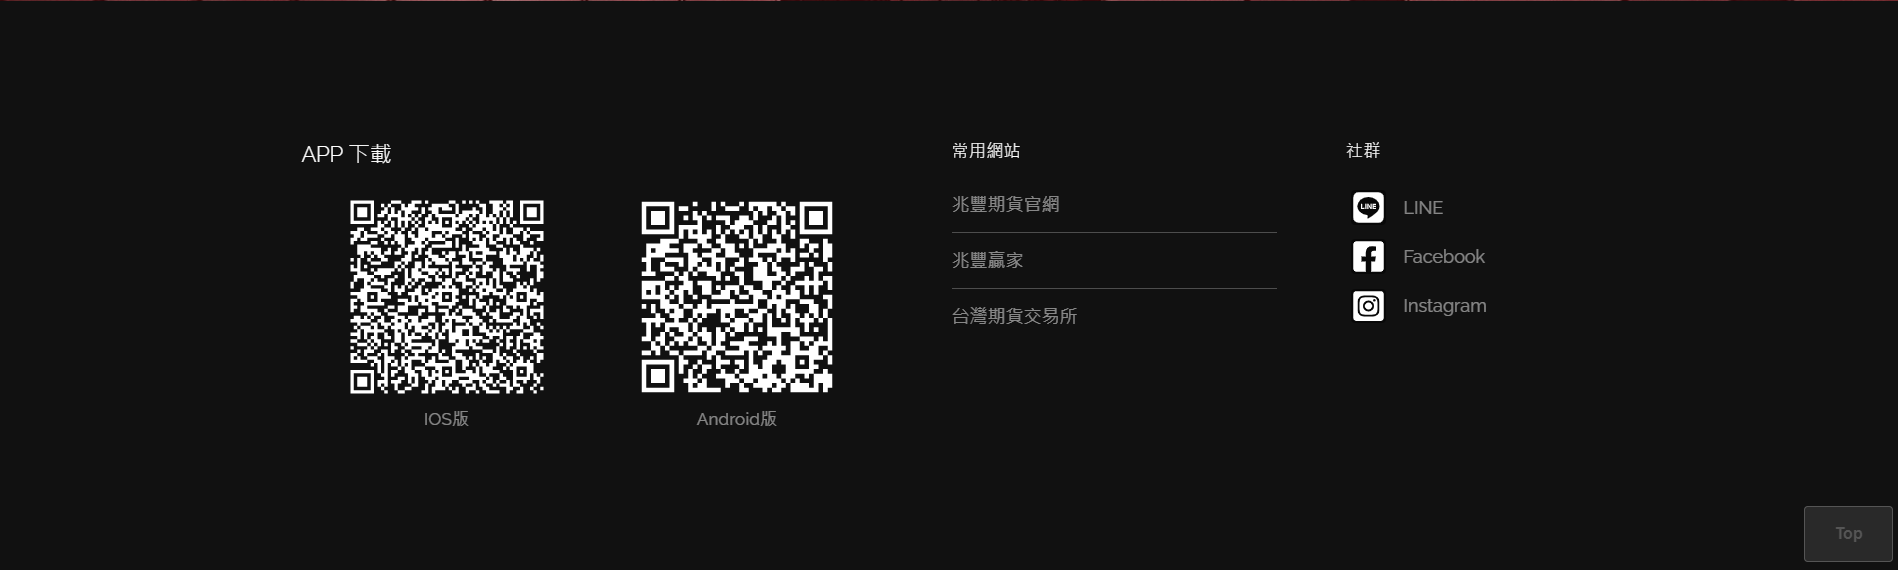 APP 下載
IOS版
Android版
常用網站
兆豐期貨官網
兆豐贏家
台灣期貨交易所
社群
LINE
LINE
Facebook
Instagram
Top